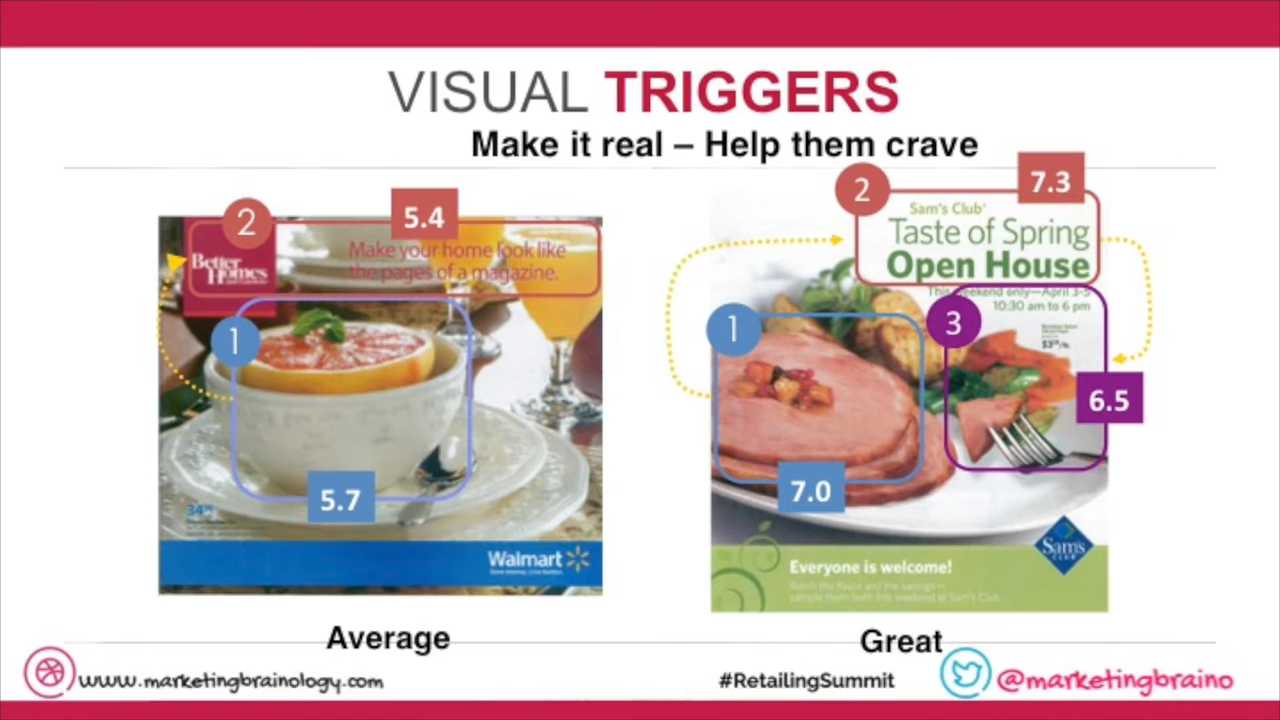 VISUAL TRIGGERS
Make it real – Help them crave
2
5.4
Better Homes
Make your home look like
the pages of a magazine.
1
5.7
Walmart
Average
2
7.3
Sam's Club
Taste of Spring
Open House
This weekend only—April 3-5
10:30 am to 6 pm
1
3
6.5
7.0
Sam's
CLUB
Everyone is welcome!
Great
www.marketingbrainology.com
#RetailingSummit
@marketingbraino